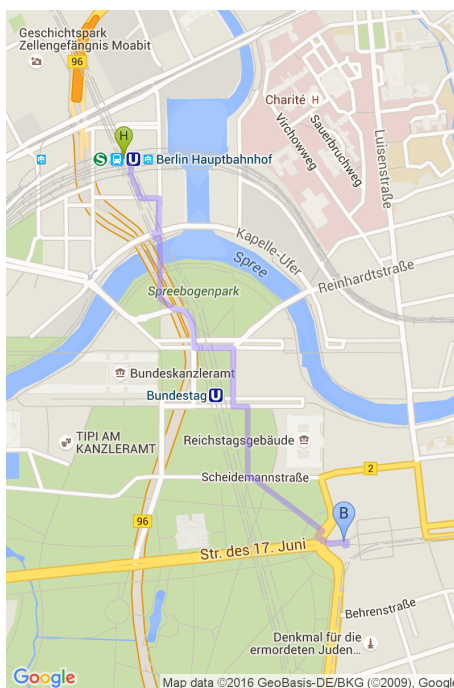 Geschichtspark
Zellengefängnis Moabit
96
Charité H
Virchowweg
Sauerbruchweg
Luisenstraße
H
S U Berlin Hauptbahnhof
Kapelle-Ufer
Spree
Reinhardtstraße
Spreebogenpark
Bundeskanzleramt
Bundestag U
TIPI AM
KANZLERAMT
Reichstagsgebäude
Scheidemannstraße
2
B
96
Str. des 17. Juni
Behrenstraße
Denkmal für die
ermordeten Juden...
Google
Map data ©2016 GeoBasis-DE/BKG (©2009), Google